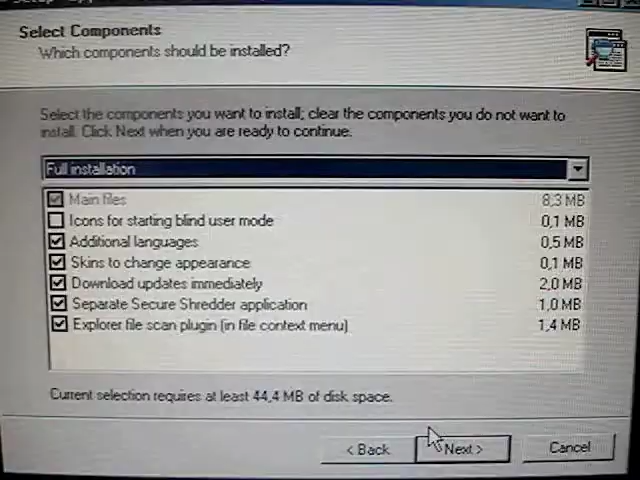 Select Components
Which components should be installed?
Select the components you want to install; clear the components you do not want to
install. Click Next when you are ready to continue.
Full installation
Main files 8,3 MB
Icons for starting blind user mode 0,1 MB
Additional languages 0,5 MB
Skins to change appearance 0,1 MB
Download updates immediately 2,0 MB
Separate Secure Shredder application 1,0 MB
Explorer file scan plugin (in file context menu) 1,4 MB
Current selection requires at least 44,4 MB of disk space.
< Back Next > Cancel